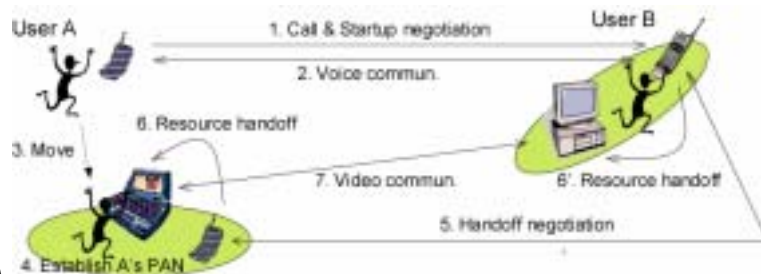 User A
User B
1. Call & Startup negotiation
2. Voice commun.
6. Resource handoff
3. Move
7. Video commun.
6'. Resource handoff
5. Handoff negotiation
4. Establish A's PAN